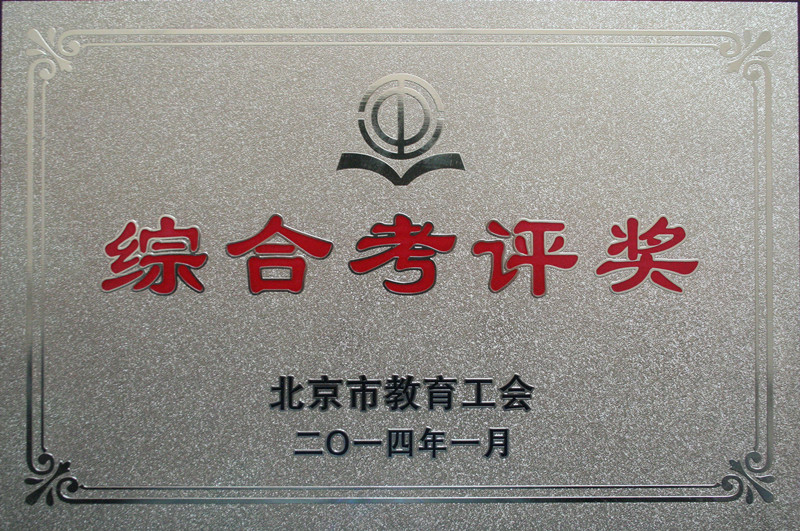 综合考评奖
北京市教育工会
二〇一四年一月